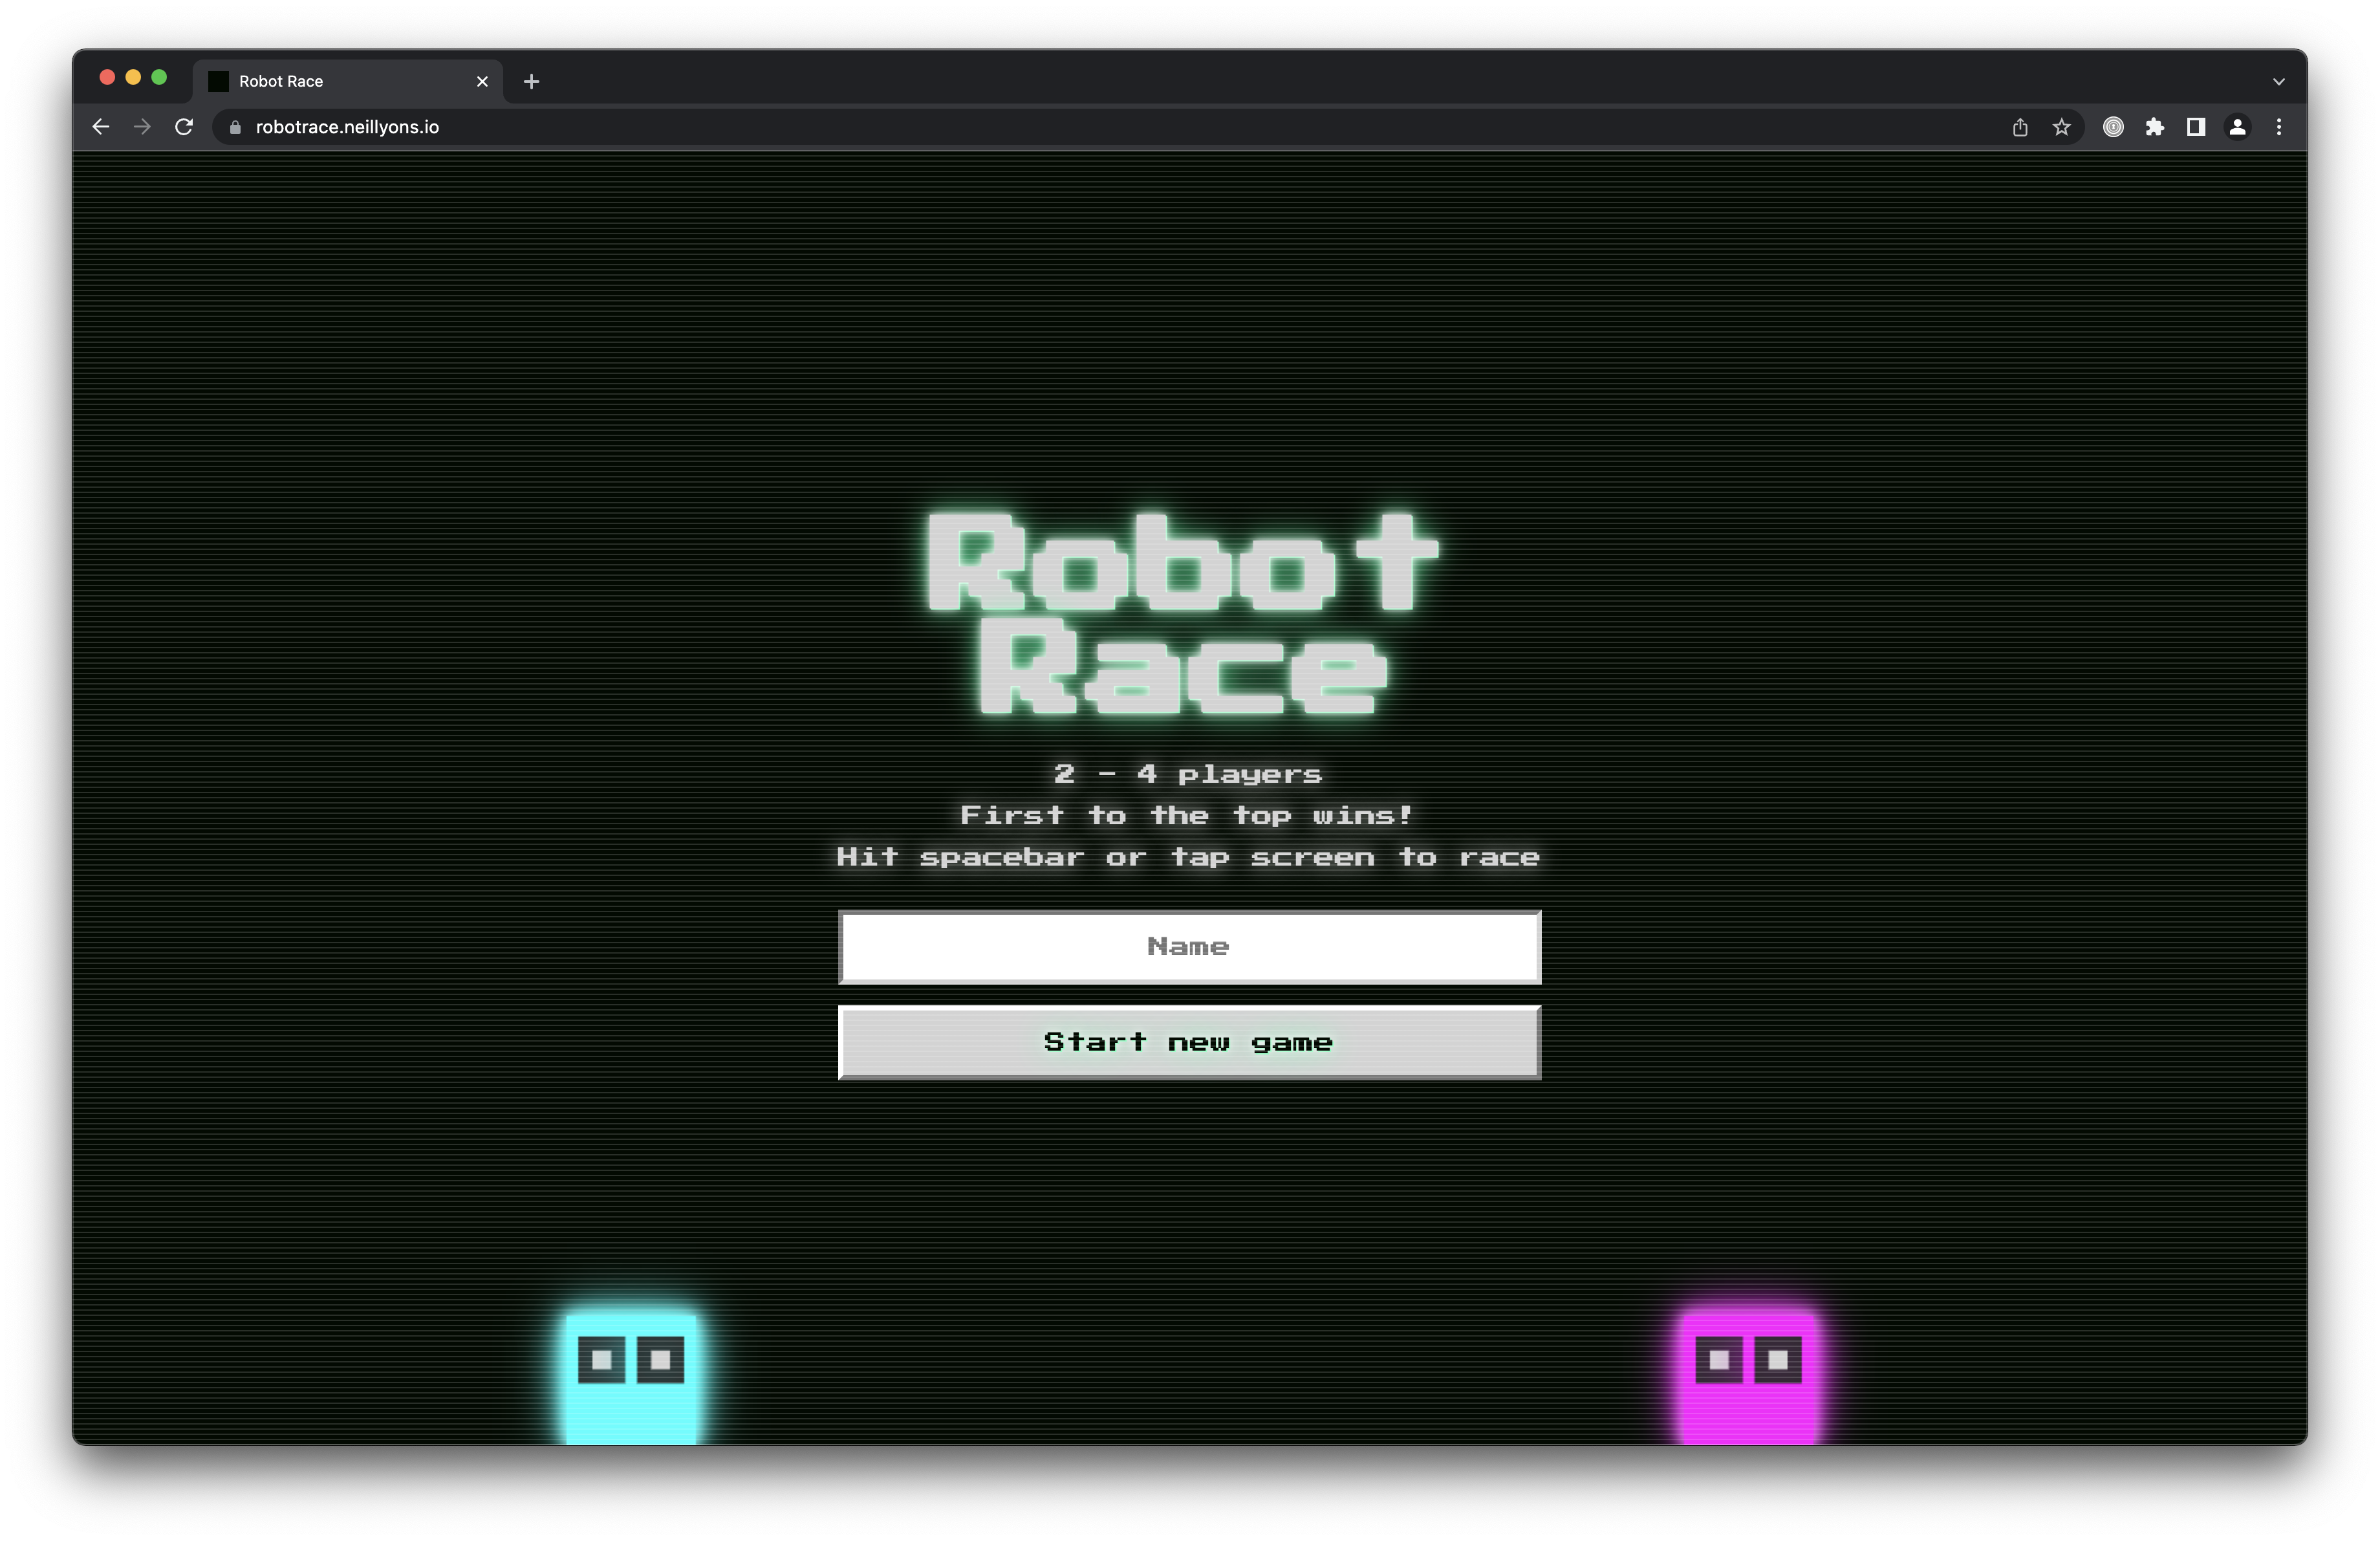 Robot Race
robotrace.neillyons.io
Robot
Race
2 - 4 players
First to the top wins!
Hit spacebar or tap screen to race
Name
Start new game